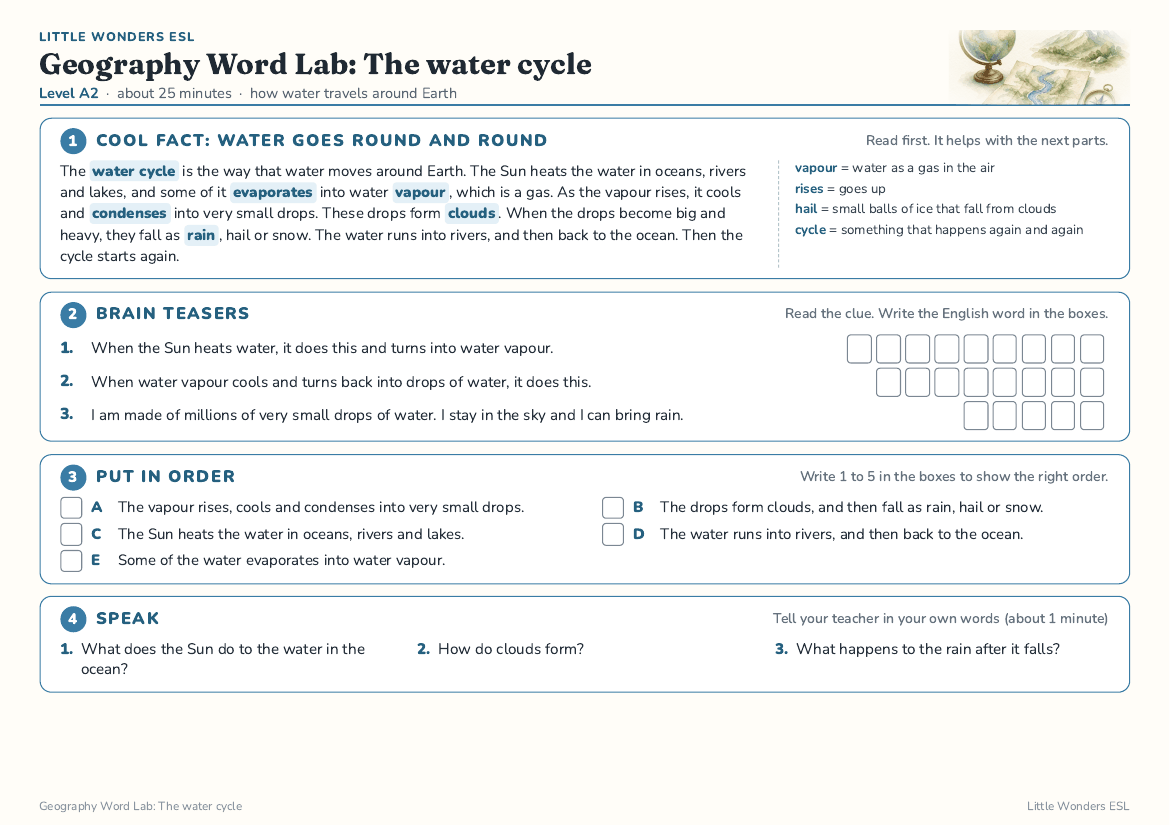 LITTLE WONDERS ESL
Geography Word Lab: The water cycle
Level A2 · about 25 minutes · how water travels around Earth
1 COOL FACT: WATER GOES ROUND AND ROUND
Read first. It helps with the next parts.
The water cycle is the way that water moves around Earth. The Sun heats the water in oceans, rivers
and lakes, and some of it evaporates into water vapour, which is a gas. As the vapour rises, it cools
and condenses into very small drops. These drops form clouds. When the drops become big and
heavy, they fall as rain, hail or snow. The water runs into rivers, and then back to the ocean. Then the
cycle starts again.
vapour = water as a gas in the air
rises = goes up
hail = small balls of ice that fall from clouds
cycle = something that happens again and again
2 BRAIN TEASERS
Read the clue. Write the English word in the boxes.
1. When the Sun heats water, it does this and turns into water vapour.
2. When water vapour cools and turns back into drops of water, it does this.
3. I am made of millions of very small drops of water. I stay in the sky and I can bring rain.
3 PUT IN ORDER
Write 1 to 5 in the boxes to show the right order.
A The vapour rises, cools and condenses into very small drops.
B The drops form clouds, and then fall as rain, hail or snow.
C The Sun heats the water in oceans, rivers and lakes.
D The water runs into rivers, and then back to the ocean.
E Some of the water evaporates into water vapour.
4 SPEAK
Tell your teacher in your own words (about 1 minute)
1. What does the Sun do to the water in the
ocean?
2. How do clouds form?
3. What happens to the rain after it falls?
Geography Word Lab: The water cycle
Little Wonders ESL